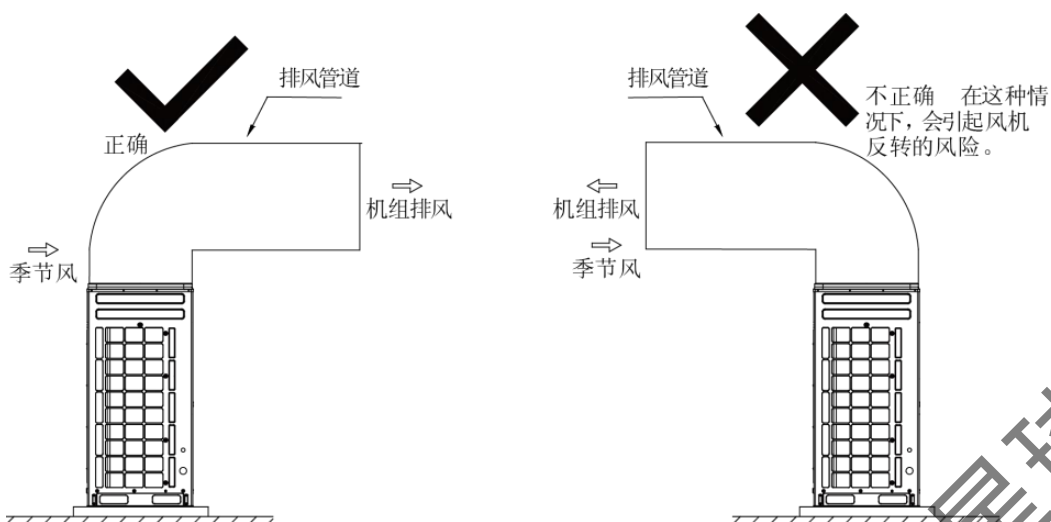 排风管道
正确
机组排风
季节风
排风管道
不正确 在这种情
况下，会引起风机
反转的风险。
机组排风
季节风